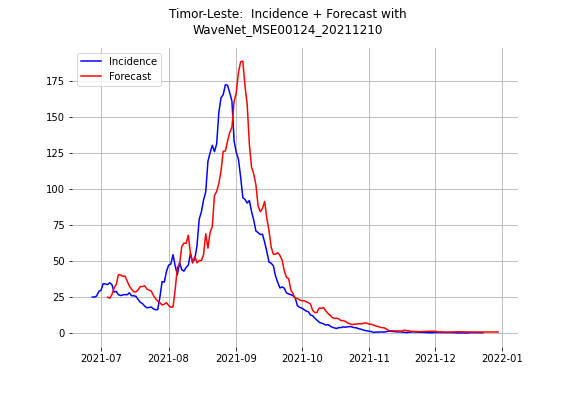 Timor-Leste:  Incidence + Forecast with
WaveNet_MSE00124_20211210
Incidence
Forecast
175
150
125
100
75
50
25
0
2021-07 2021-08 2021-09 2021-10 2021-11 2021-12 2022-01